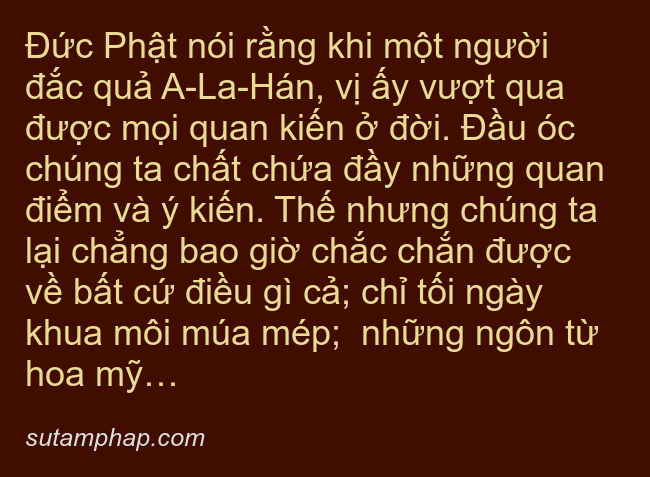 Đức Phật nói rằng khi một người
đắc quả A-La-Hán, vị ấy vượt qua
được mọi quan kiến ở đời. Đầu óc
chúng ta chất chứa đầy những quan
điểm và ý kiến. Thế nhưng chúng ta
lại chẳng bao giờ chắc chắn được
về bất cứ điều gì cả; chỉ tối ngày
khua môi múa mép;  những ngôn từ
hoa mỹ…
sutamphap.com